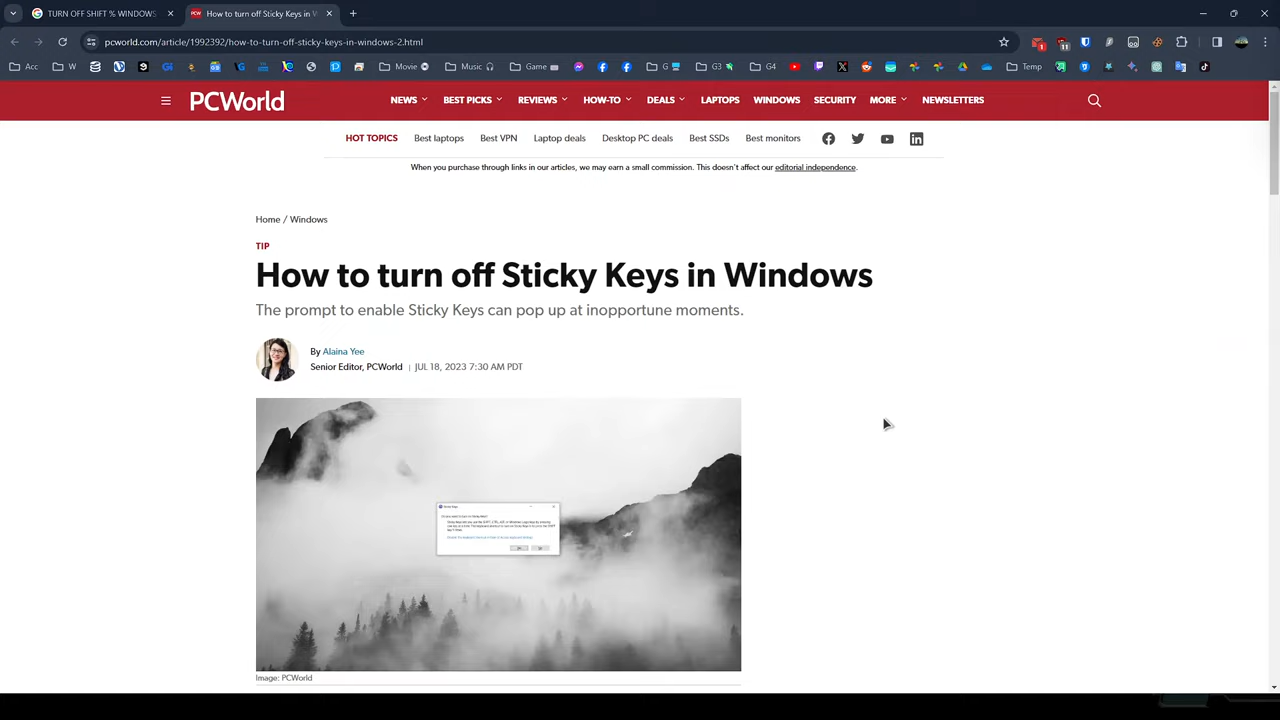 TURN OFF SHIFT % WINDOWS
How to turn off Sticky Keys in W
pcworld.com/article/1992392/how-to-turn-off-sticky-keys-in-windows-2.html
Acc W Movie Music Game G G3 G4 Temp
PCWorld NEWS BEST PICKS REVIEWS HOW-TO DEALS LAPTOPS WINDOWS SECURITY MORE NEWSLETTERS
HOT TOPICS Best laptops Best VPN Laptop deals Desktop PC deals Best SSDs Best monitors
When you purchase through links in our articles, we may earn a small commission. This doesn't affect our editorial independence.
Home / Windows
TIP
How to turn off Sticky Keys in Windows
The prompt to enable Sticky Keys can pop up at inopportune moments.
By Alaina Yee
Senior Editor, PCWorld | JUL 18, 2023 7:30 AM PDT
Sticky Keys
Image: PCWorld